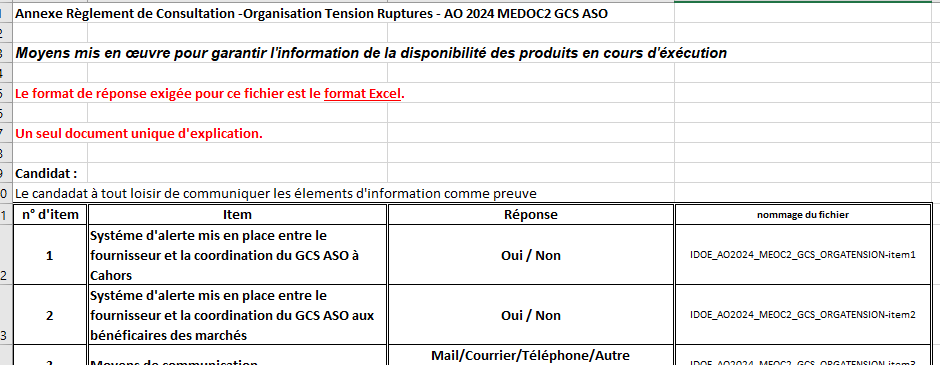 Annexe Règlement de Consultation -Organisation Tension Ruptures - AO 2024 MEDOC2 GCS ASO
Moyens mis en œuvre pour garantir l'information de la disponibilité des produits en cours d'éxécution
Le format de réponse exigée pour ce fichier est le format Excel.
Un seul document unique d'explication.
Candidat :
Le candadat à tout loisir de communiquer les élements d'information comme preuve
n° d'item Item Réponse nommage du fichier
Systéme d'alerte mis en place entre le
1 fournisseur et la coordination du GCS ASO à Oui / Non IDOE_AO2024_MEOC2_GCS_ORGATENSION-item1
Cahors
Systéme d'alerte mis en place entre le
2 fournisseur et la coordination du GCS ASO aux Oui / Non IDOE_AO2024_MEOC2_GCS_ORGATENSION-item2
bénéficaires des marchés
Mail/Courrier/Téléphone/Autre
3 Moyens de communication IDOE_AO2024_MEOC2_GCS_ORGATENSION-item3